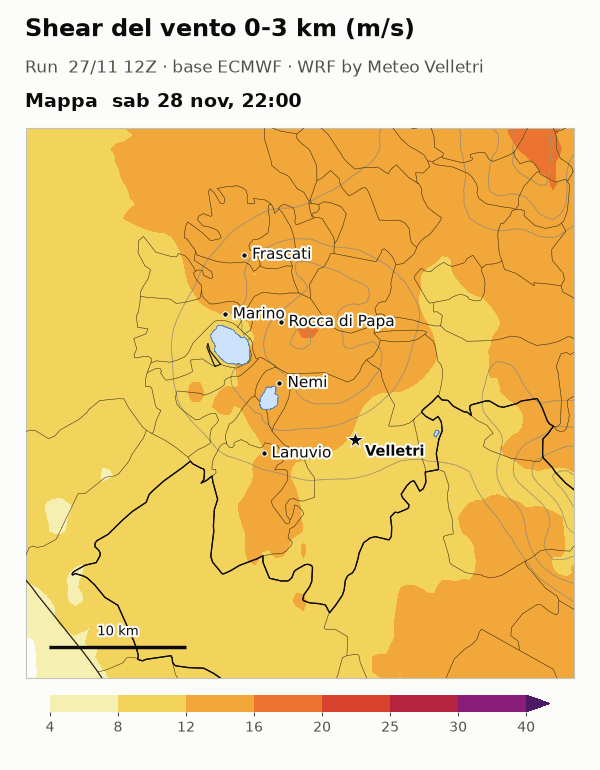 Shear del vento 0-3 km (m/s)
Run  27/11 12Z · base ECMWF · WRF by Meteo Velletri
Mappa  sab 28 nov, 22:00
Frascati
Marino
Rocca di Papa
Nemi
Velletri
Lanuvio
10 km
4 8 12 16 20 25 30 40